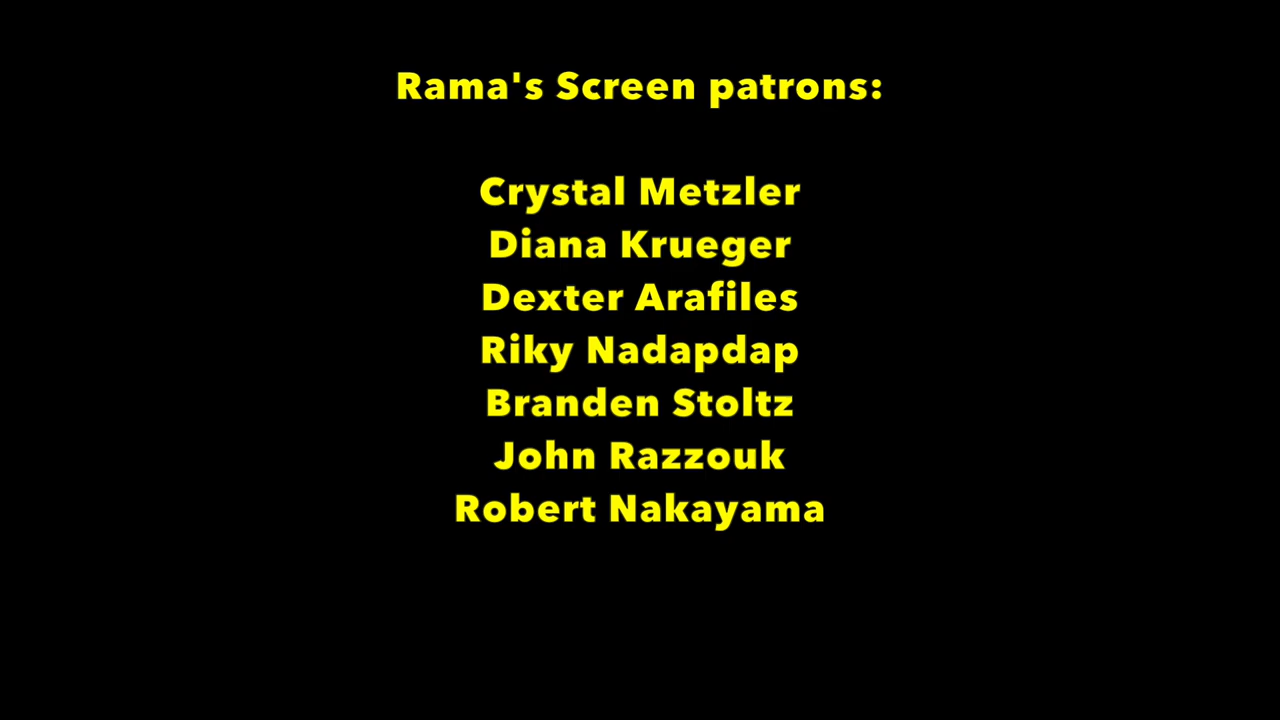 Rama's Screen patrons:
Crystal Metzler
Diana Krueger
Dexter Arafiles
Riky Nadapdap
Branden Stoltz
John Razzouk
Robert Nakayama